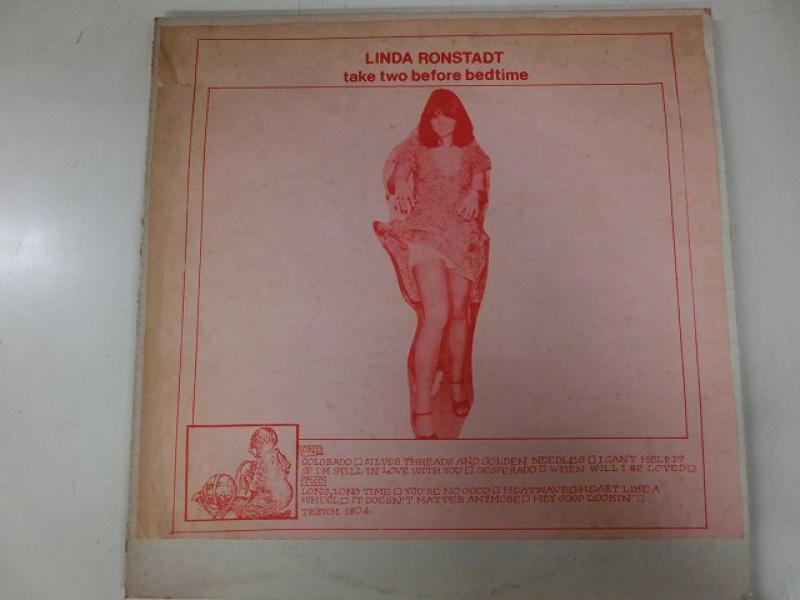 LINDA RONSTADT
take two before bedtime
ONE
COLORADO □ SILVER THREADS AND GOLDEN NEEDLES □ I CAN'T HELP IT
IF I'M STILL IN LOVE WITH YOU □ DESPERADO □ WHEN WILL I BE LOVED □
TWO
LONG, LONG TIME □ YOU'RE NO GOOD □ HEATWAVE □ HEART LIKE A
WHEEL □ IT DOESN'T MATTER ANYMORE □ HEY GOOD LOOKIN' □
TKRWM 1804